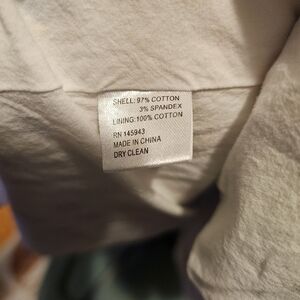 SHELL: 97% COTTON
3% SPANDEX
LINING: 100% COTTON
RN 145943
MADE IN CHINA
DRY CLEAN